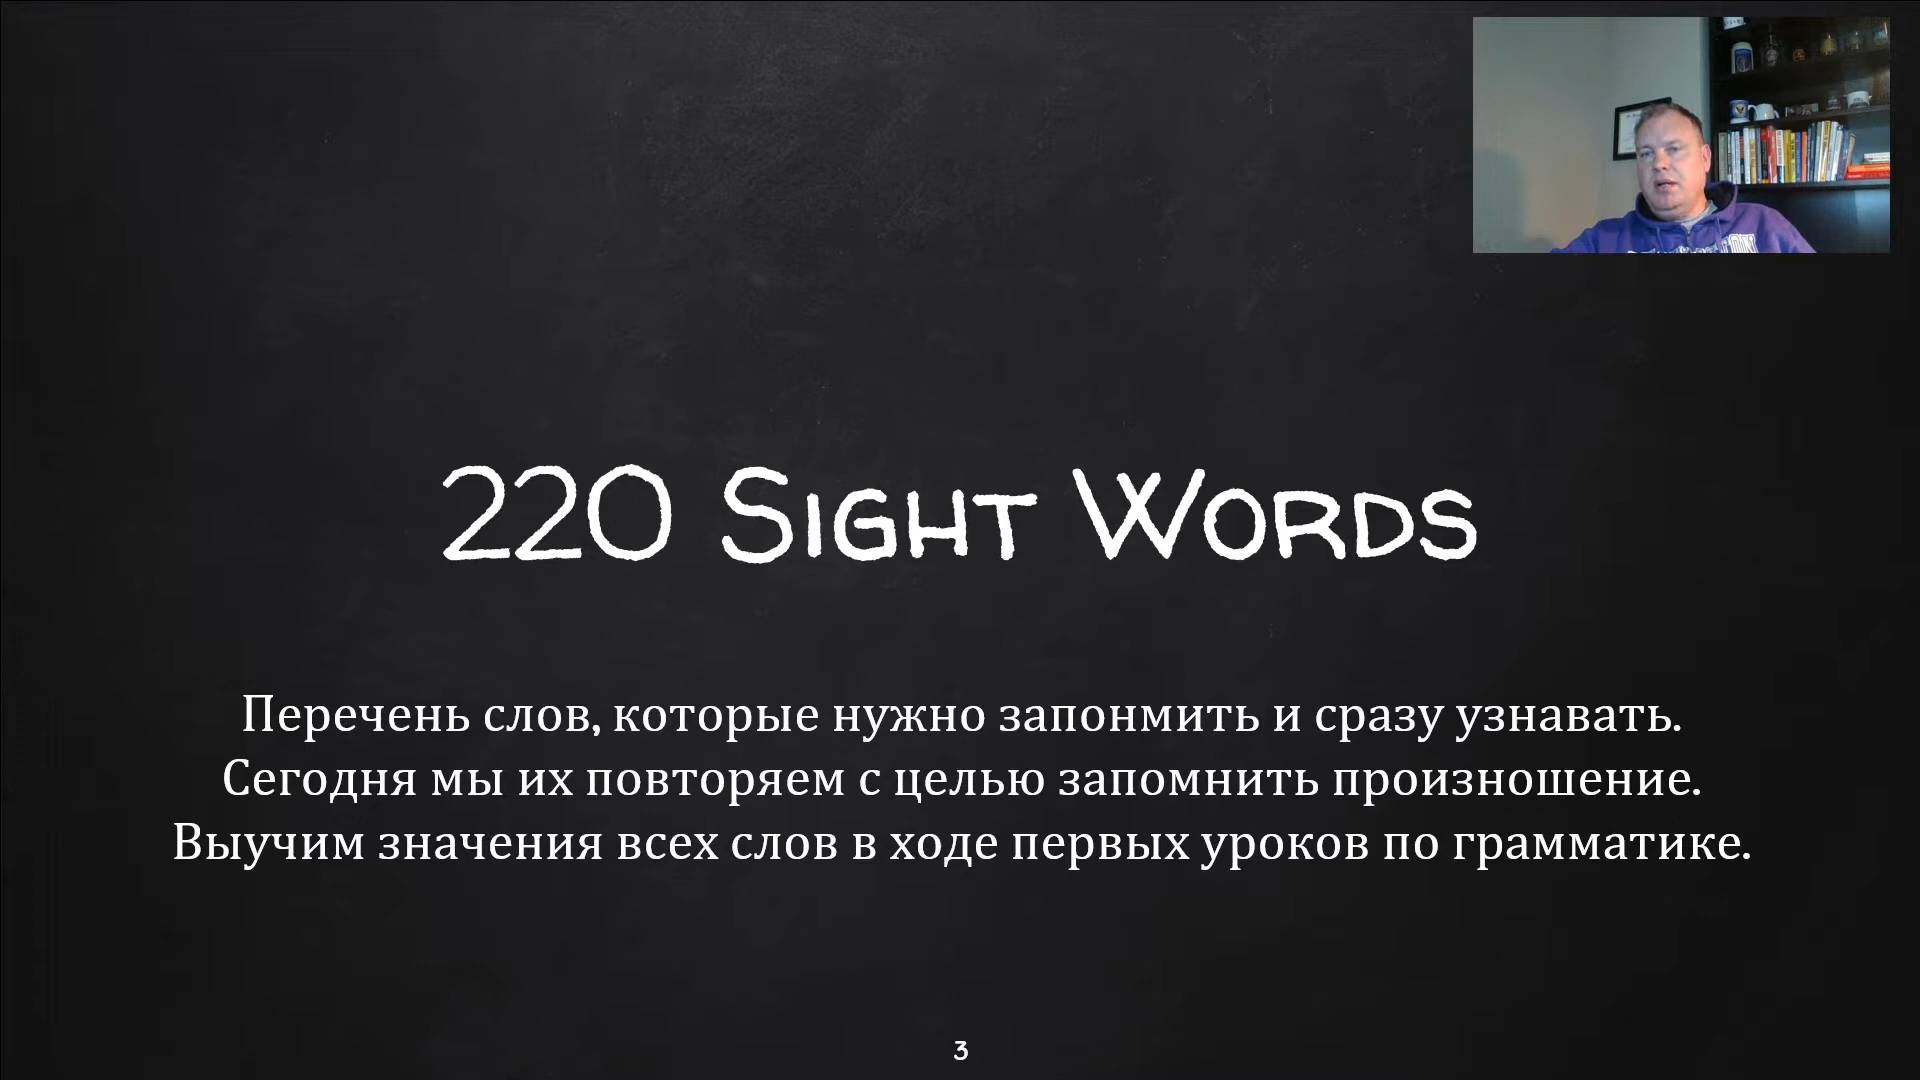 220 Sight Words
Перечень слов, которые нужно запонмить и сразу узнавать.
Сегодня мы их повторяем с целью запомнить произношение.
Выучим значения всех слов в ходе первых уроков по грамматике.
3